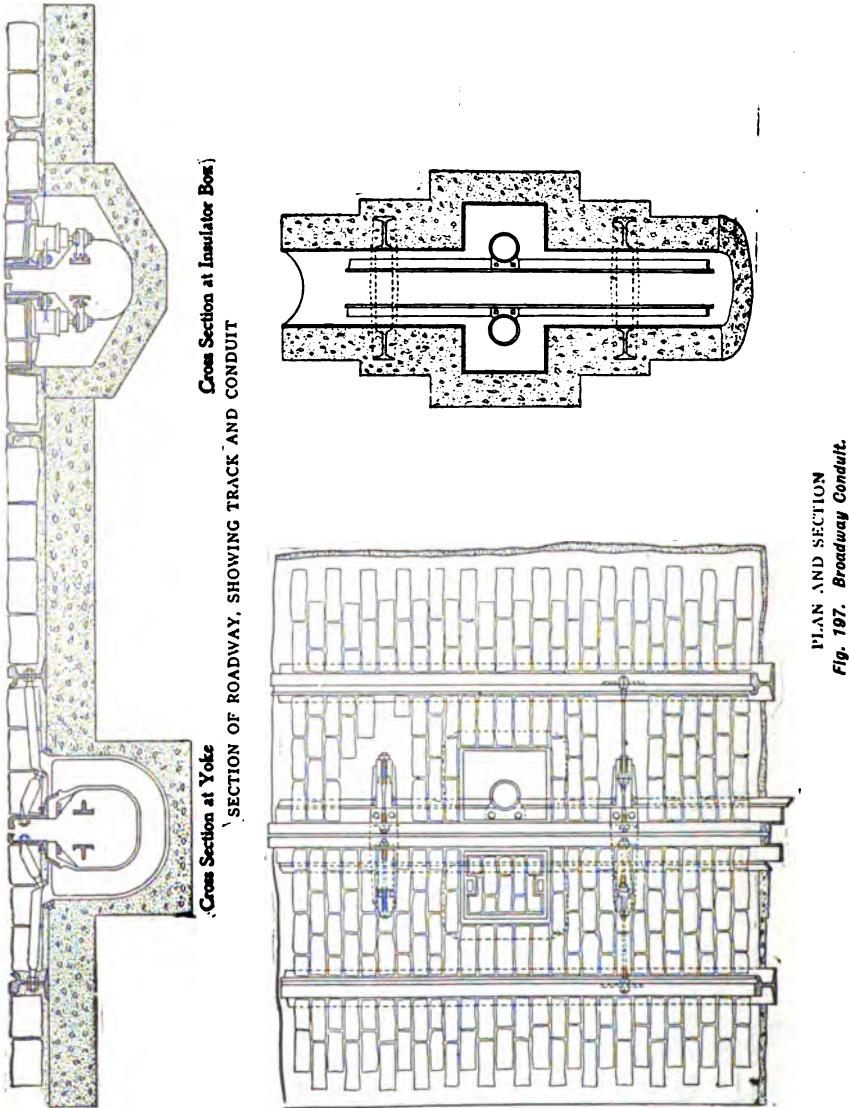 Cross Section at Yoke
Cross Section at Insulator Box
SECTION OF ROADWAY, SHOWING TRACK AND CONDUIT
PLAN AND SECTION
Fig. 197. Broadway Conduit.